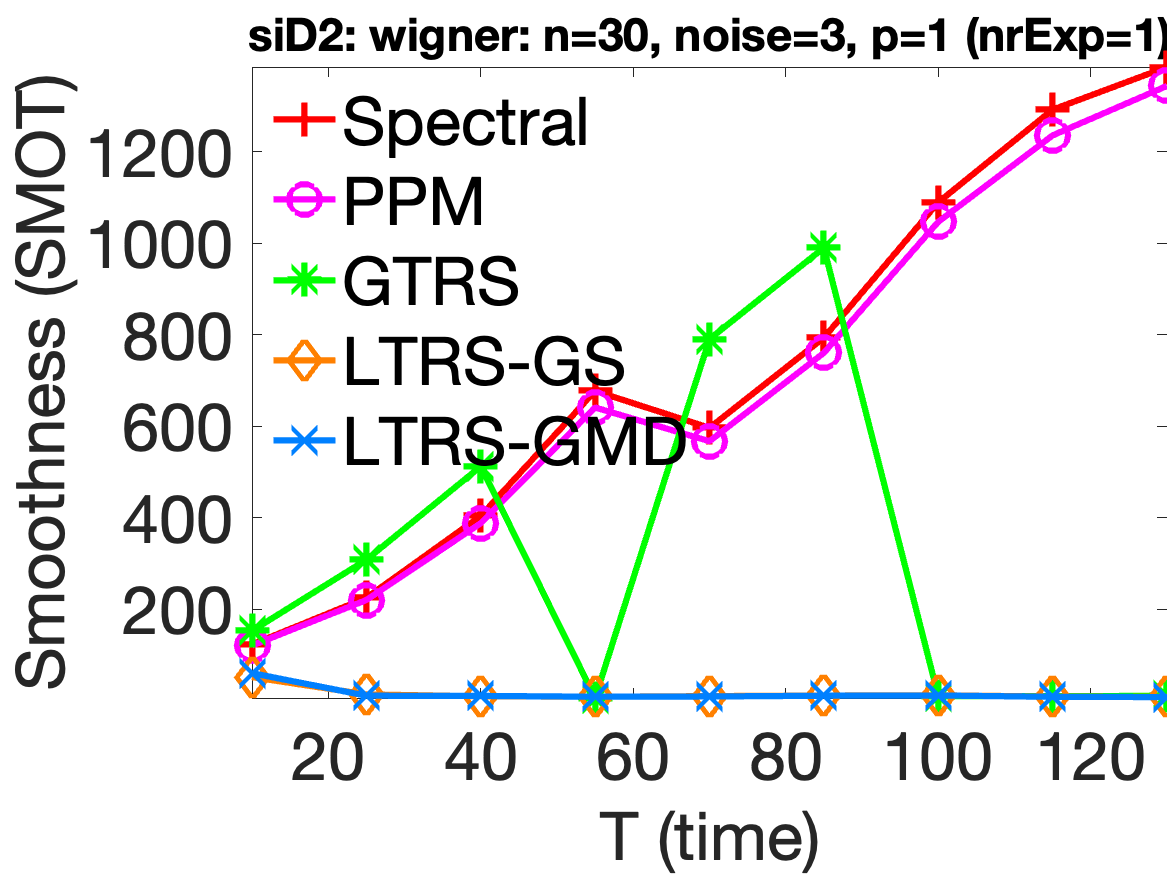 siD2: wigner: n=30, noise=3, p=1 (nrExp=1)
Smoothness (SMOT)
1200
1000
800
600
400
200
Spectral
PPM
GTRS
LTRS-GS
LTRS-GMD
20 40 60 80 100 120
T (time)